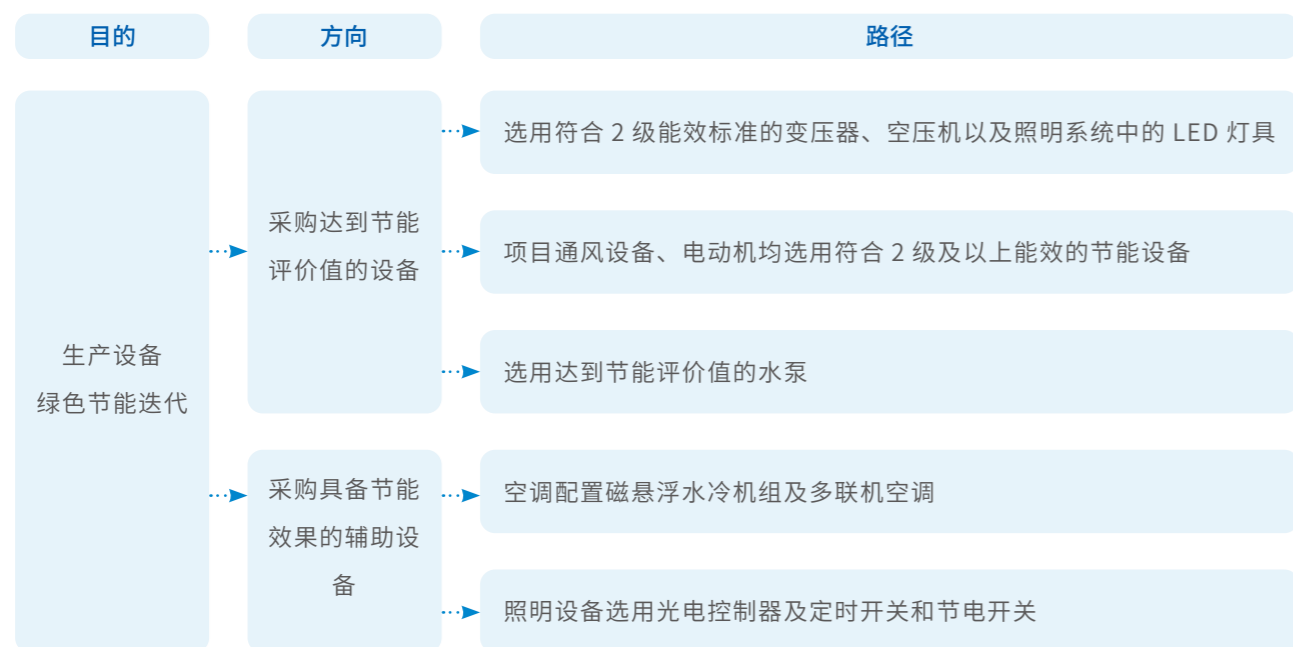 目的
方向
路径
生产设备
绿色节能迭代
采购达到节能
评价值的设备
选用符合 2 级能效标准的变压器、空压机以及照明系统中的 LED 灯具
项目通风设备、电动机均选用符合 2 级及以上能效的节能设备
选用达到节能评价值的水泵
采购具备节能
效果的辅助设
备
空调配置磁悬浮水冷机组及多联机空调
照明设备选用光电控制器及定时开关和节电开关